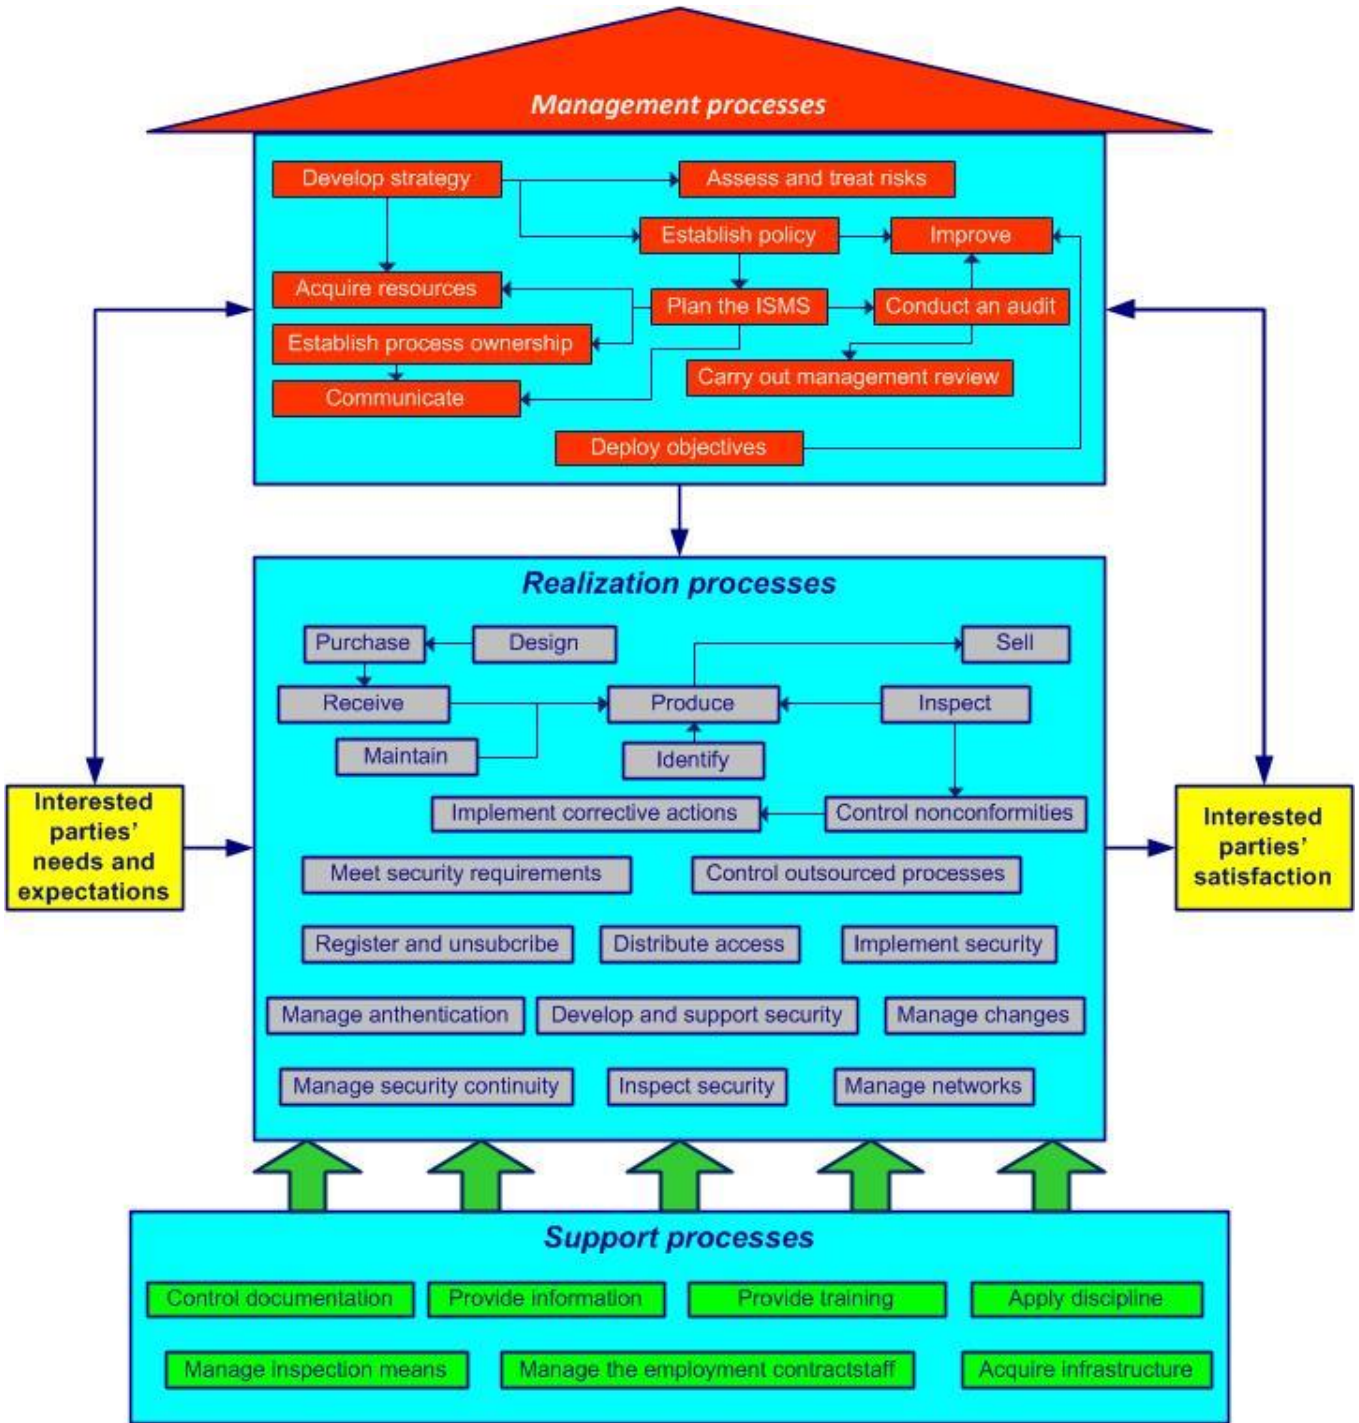 Management processes
Develop strategy
Assess and treat risks
Establish policy
Improve
Acquire resources
Plan the ISMS
Conduct an audit
Establish process ownership
Carry out management review
Communicate
Deploy objectives
Realization processes
Purchase
Design
Sell
Receive
Produce
Inspect
Maintain
Identify
Implement corrective actions
Control nonconformities
Interested
parties’
needs and
expectations
Interested
parties’
satisfaction
Meet security requirements
Control outsourced processes
Register and unsubcribe
Distribute access
Implement security
Manage anthentication
Develop and support security
Manage changes
Manage security continuity
Inspect security
Manage networks
Support processes
Control documentation
Provide information
Provide training
Apply discipline
Manage inspection means
Manage the employment contractstaff
Acquire infrastructure